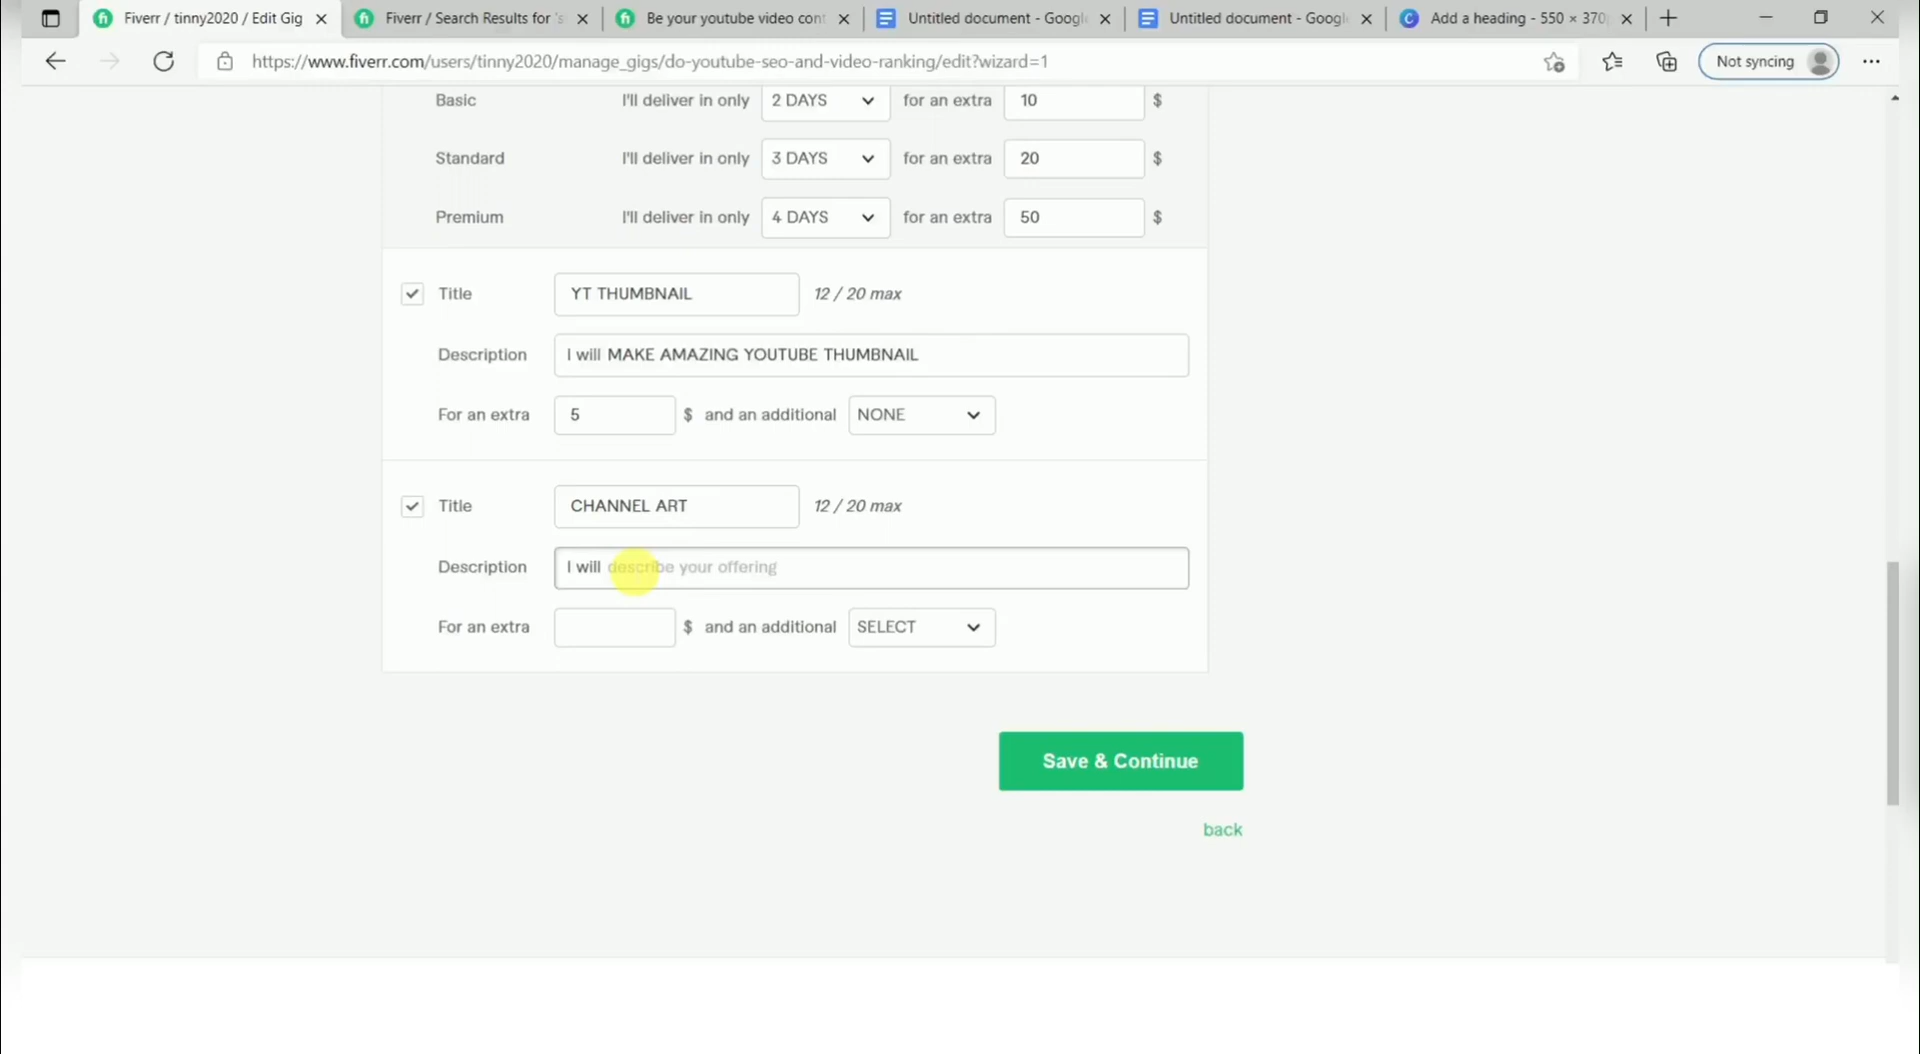 Fiverr / tinny2020 / Edit Gig
Fiverr / Search Results for 's
Be your youtube video cont
Untitled document - Google
Untitled document - Google
Add a heading - 550 × 370
https://www.fiverr.com/users/tinny2020/manage_gigs/do-youtube-seo-and-video-ranking/edit?wizard=1
Not syncing
Basic I'll deliver in only 2 DAYS for an extra 10 $
Standard I'll deliver in only 3 DAYS for an extra 20 $
Premium I'll deliver in only 4 DAYS for an extra 50 $
Title YT THUMBNAIL 12 / 20 max
Description I will MAKE AMAZING YOUTUBE THUMBNAIL
For an extra 5 $ and an additional NONE
Title CHANNEL ART 12 / 20 max
Description I will describe your offering
For an extra $ and an additional SELECT
Save & Continue
back